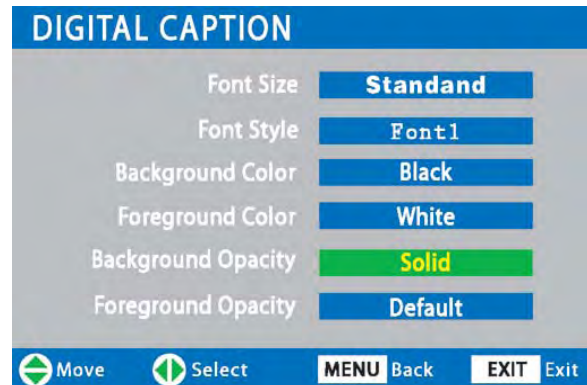 DIGITAL CAPTION
Font Size Standand
Font Style Font1
Background Color Black
Foreground Color White
Background Opacity Solid
Foreground Opacity Default
Move Select MENU Back EXIT Exit